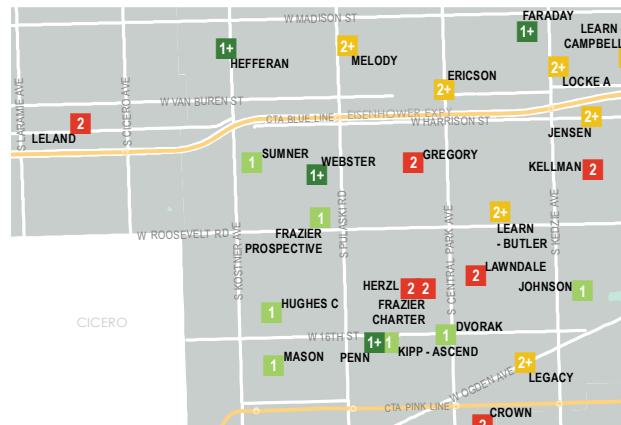 W MADISON ST
FARADAY
1+
LEARN
CAMPBELL
1+
HEFFERAN
2+
MELODY
2+
LOCKE A
ERICSON
2+
S LARAMIE AVE
S CICERO AVE
W VAN BUREN ST
CTA BLUE LINE
EISENHOWER EXPY
W HARRISON ST
2+
JENSEN
2
LELAND
1
SUMNER
1+
WEBSTER
2
GREGORY
KELLMAN
2
S PULASKI RD
S CENTRAL PARK AVE
S KEDZIE AVE
1
FRAZIER
PROSPECTIVE
2+
LEARN
- BUTLER
W ROOSEVELT RD
S KOSTNER AVE
HERZL
2
2
FRAZIER
CHARTER
2
LAWNDALE
JOHNSON
1
1
HUGHES C
CICERO
W 16TH ST
1+
1
PENN
KIPP - ASCEND
1
DVORAK
1
MASON
2+
LEGACY
W OGDEN AVE
CTA PINK LINE
CROWN
2